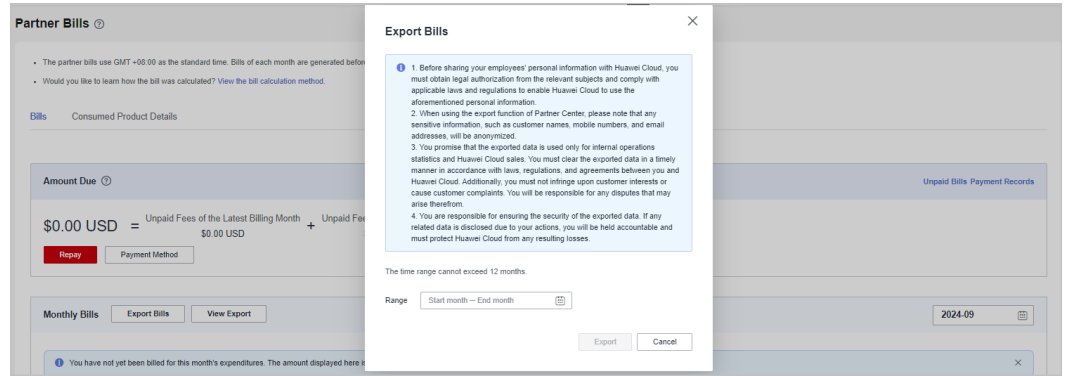 Partner Bills
The partner bills use GMT +08:00 as the standard time. Bills of each month are generated before
Would you like to learn how the bill was calculated? View the bill calculation method.
Bills Consumed Product Details
Amount Due
Unpaid Bills Payment Records
$0.00 USD = Unpaid Fees of the Latest Billing Month + Unpaid Fee
$0.00 USD
Repay Payment Method
Monthly Bills Export Bills View Export 2024-09
You have not yet been billed for this month's expenditures. The amount displayed here i
Export Bills
1. Before sharing your employees' personal information with Huawei Cloud, you
must obtain legal authorization from the relevant subjects and comply with
applicable laws and regulations to enable Huawei Cloud to use the
aforementioned personal information.
2. When using the export function of Partner Center, please note that any
sensitive information, such as customer names, mobile numbers, and email
addresses, will be anonymized.
3. You promise that the exported data is used only for internal operations
statistics and Huawei Cloud sales. You must clear the exported data in a timely
manner in accordance with laws, regulations, and agreements between you and
Huawei Cloud. Additionally, you must not infringe upon customer interests or
cause customer complaints. You will be responsible for any disputes that may
arise therefrom.
4. You are responsible for ensuring the security of the exported data. If any
related data is disclosed due to your actions, you will be held accountable and
must protect Huawei Cloud from any resulting losses.
The time range cannot exceed 12 months.
Range Start month — End month
Export Cancel